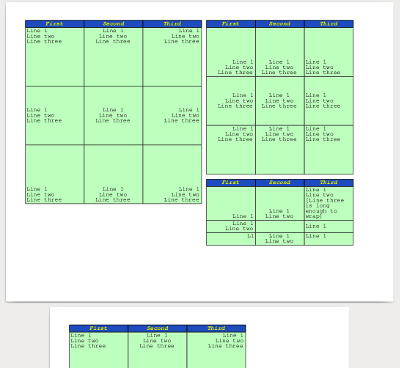 First Second Third
Line 1 Line 1 Line 1
Line two Line two Line two
Line three Line three Line three
Line 1 Line 1 Line 1
Line two Line two Line two
Line three Line three Line three
Line 1 Line 1 Line 1
Line two Line two Line two
Line three Line three Line three
First Second Third
Line 1 Line 1 Line 1
Line two Line two Line two
Line three Line three Line three
Line 1 Line 1 Line 1
Line two Line two Line two
Line three Line three Line three
Line 1 Line 1 Line 1
Line two Line two Line two
Line three Line three Line three
First Second Third
Line 1
Line two
(Line three
is long
Line 1 enough to
Line 1 Line two wrap)
Line 1
Line two Line 1
L1 Line 1 Line 1
Line two
First Second Third
Line 1 Line 1 Line 1
Line two Line two Line two
Line three Line three Line three